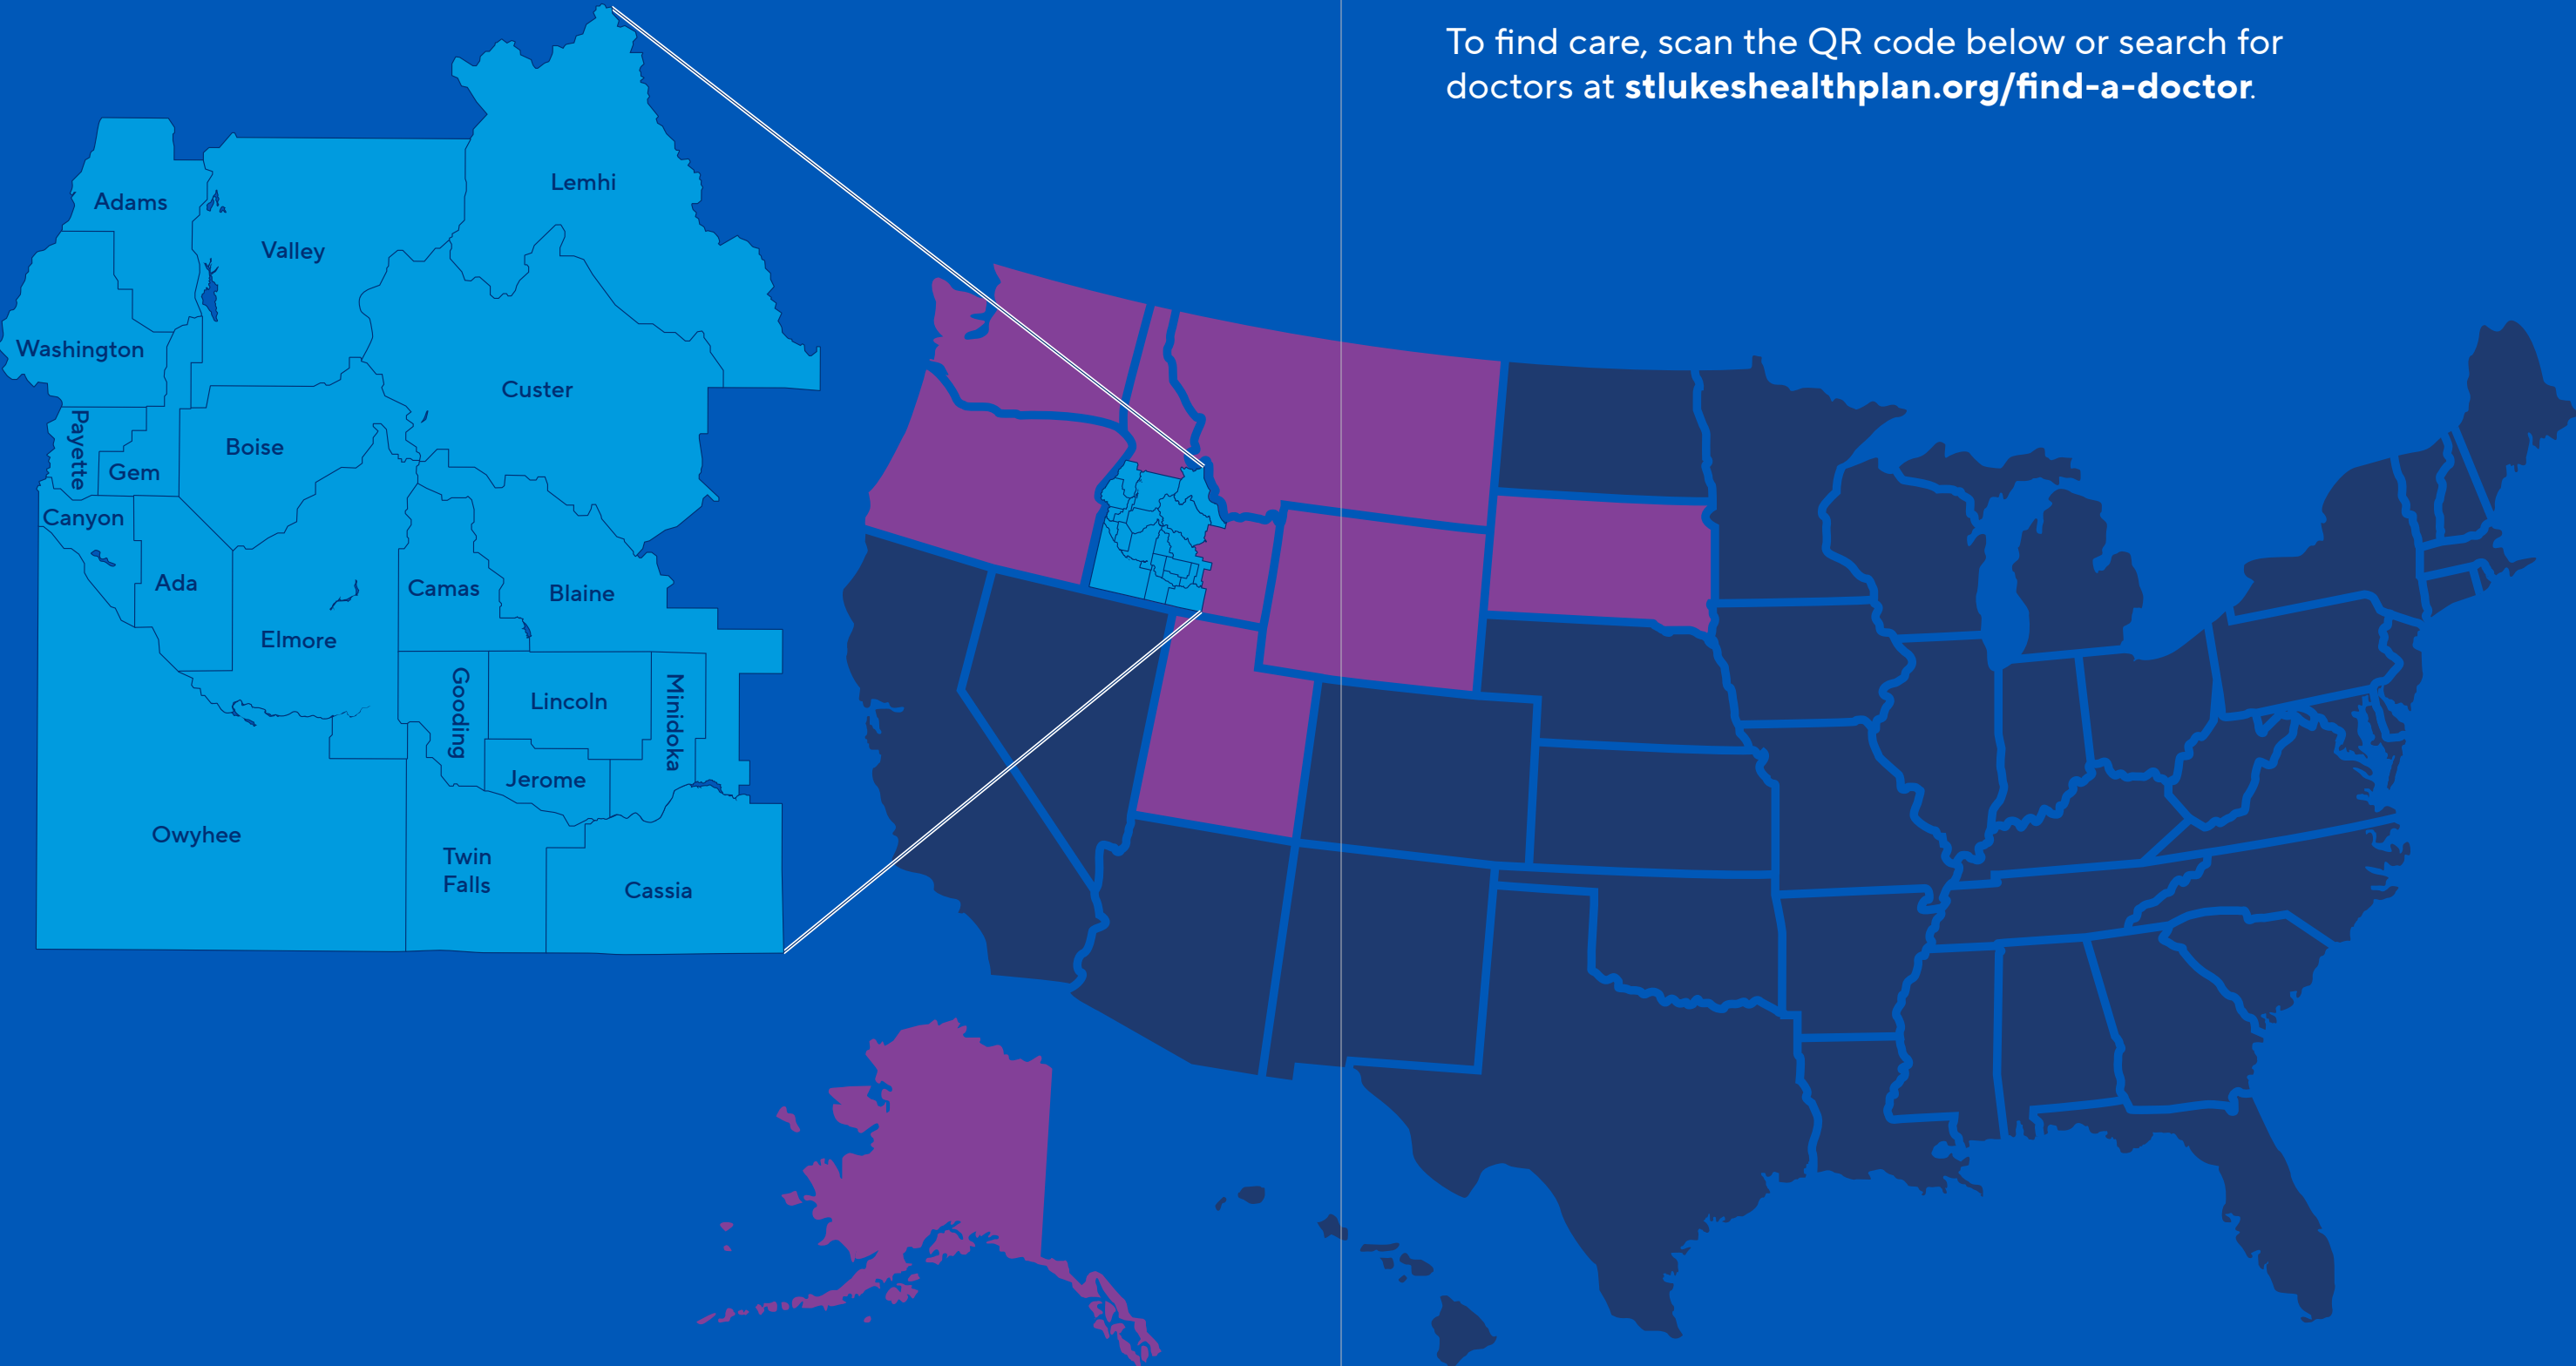 To find care, scan the QR code below or search for
doctors at stlukeshealthplan.org/find-a-doctor.
Lemhi
Adams
Valley
Washington
Custer
Payette
Boise
Gem
Canyon
Ada
Camas
Blaine
Elmore
Gooding
Lincoln
Minidoka
Jerome
Owyhee
Twin
Falls
Cassia